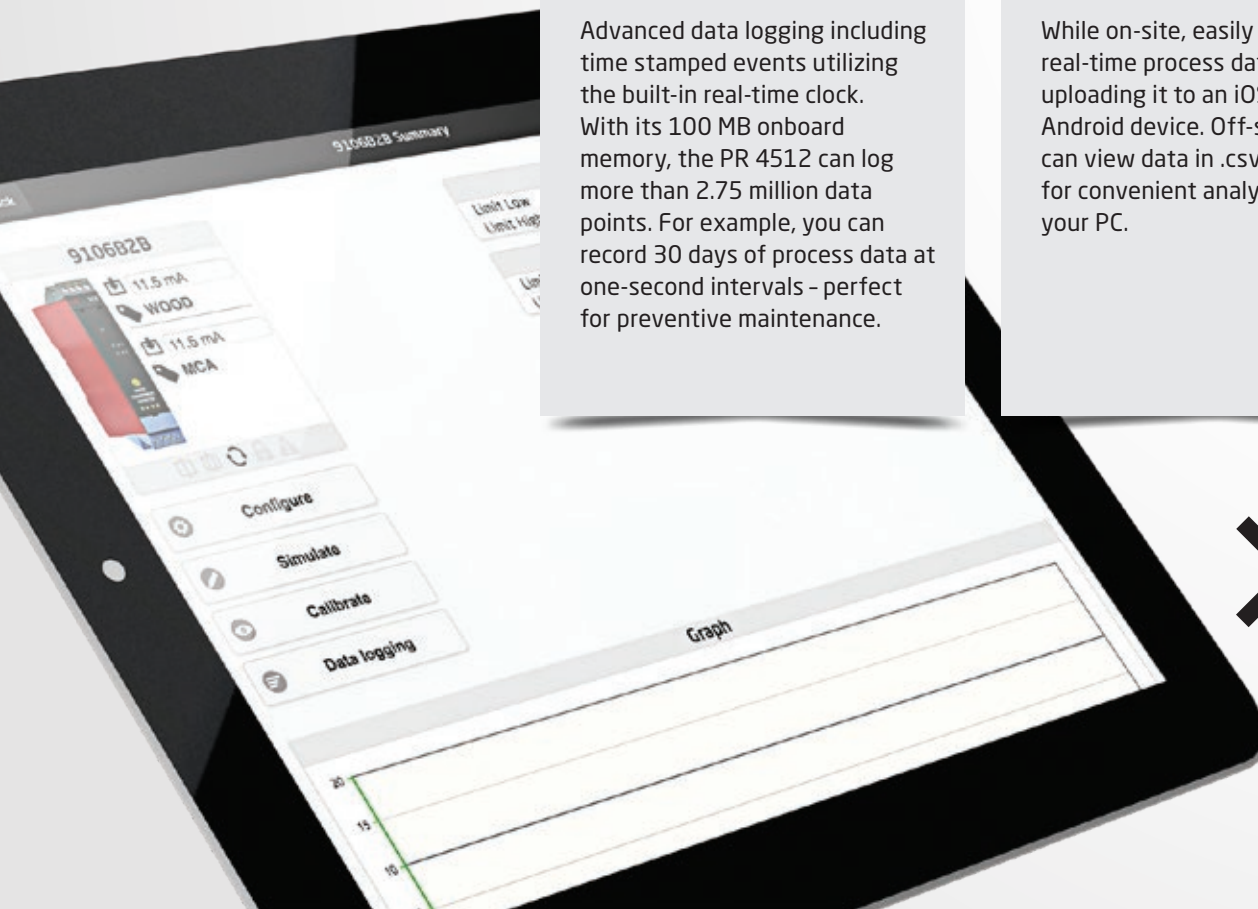 Advanced data logging including
time stamped events utilizing
the built-in real-time clock.
With its 100 MB onboard
memory, the PR 4512 can log
more than 2.75 million data
points. For example, you can
record 30 days of process data at
one-second intervals – perfect
for preventive maintenance.
While on-site, easily
real-time process
uploading it to an
Android device.
can view data in .csv
for convenient
your PC.
9106B2B Summary
9106B2B
11.5 mA
WOOD
11.5 mA
MCA
Limit Low
Limit
Configure
Simulate
Calibrate
Data logging
Graph
20
15
10